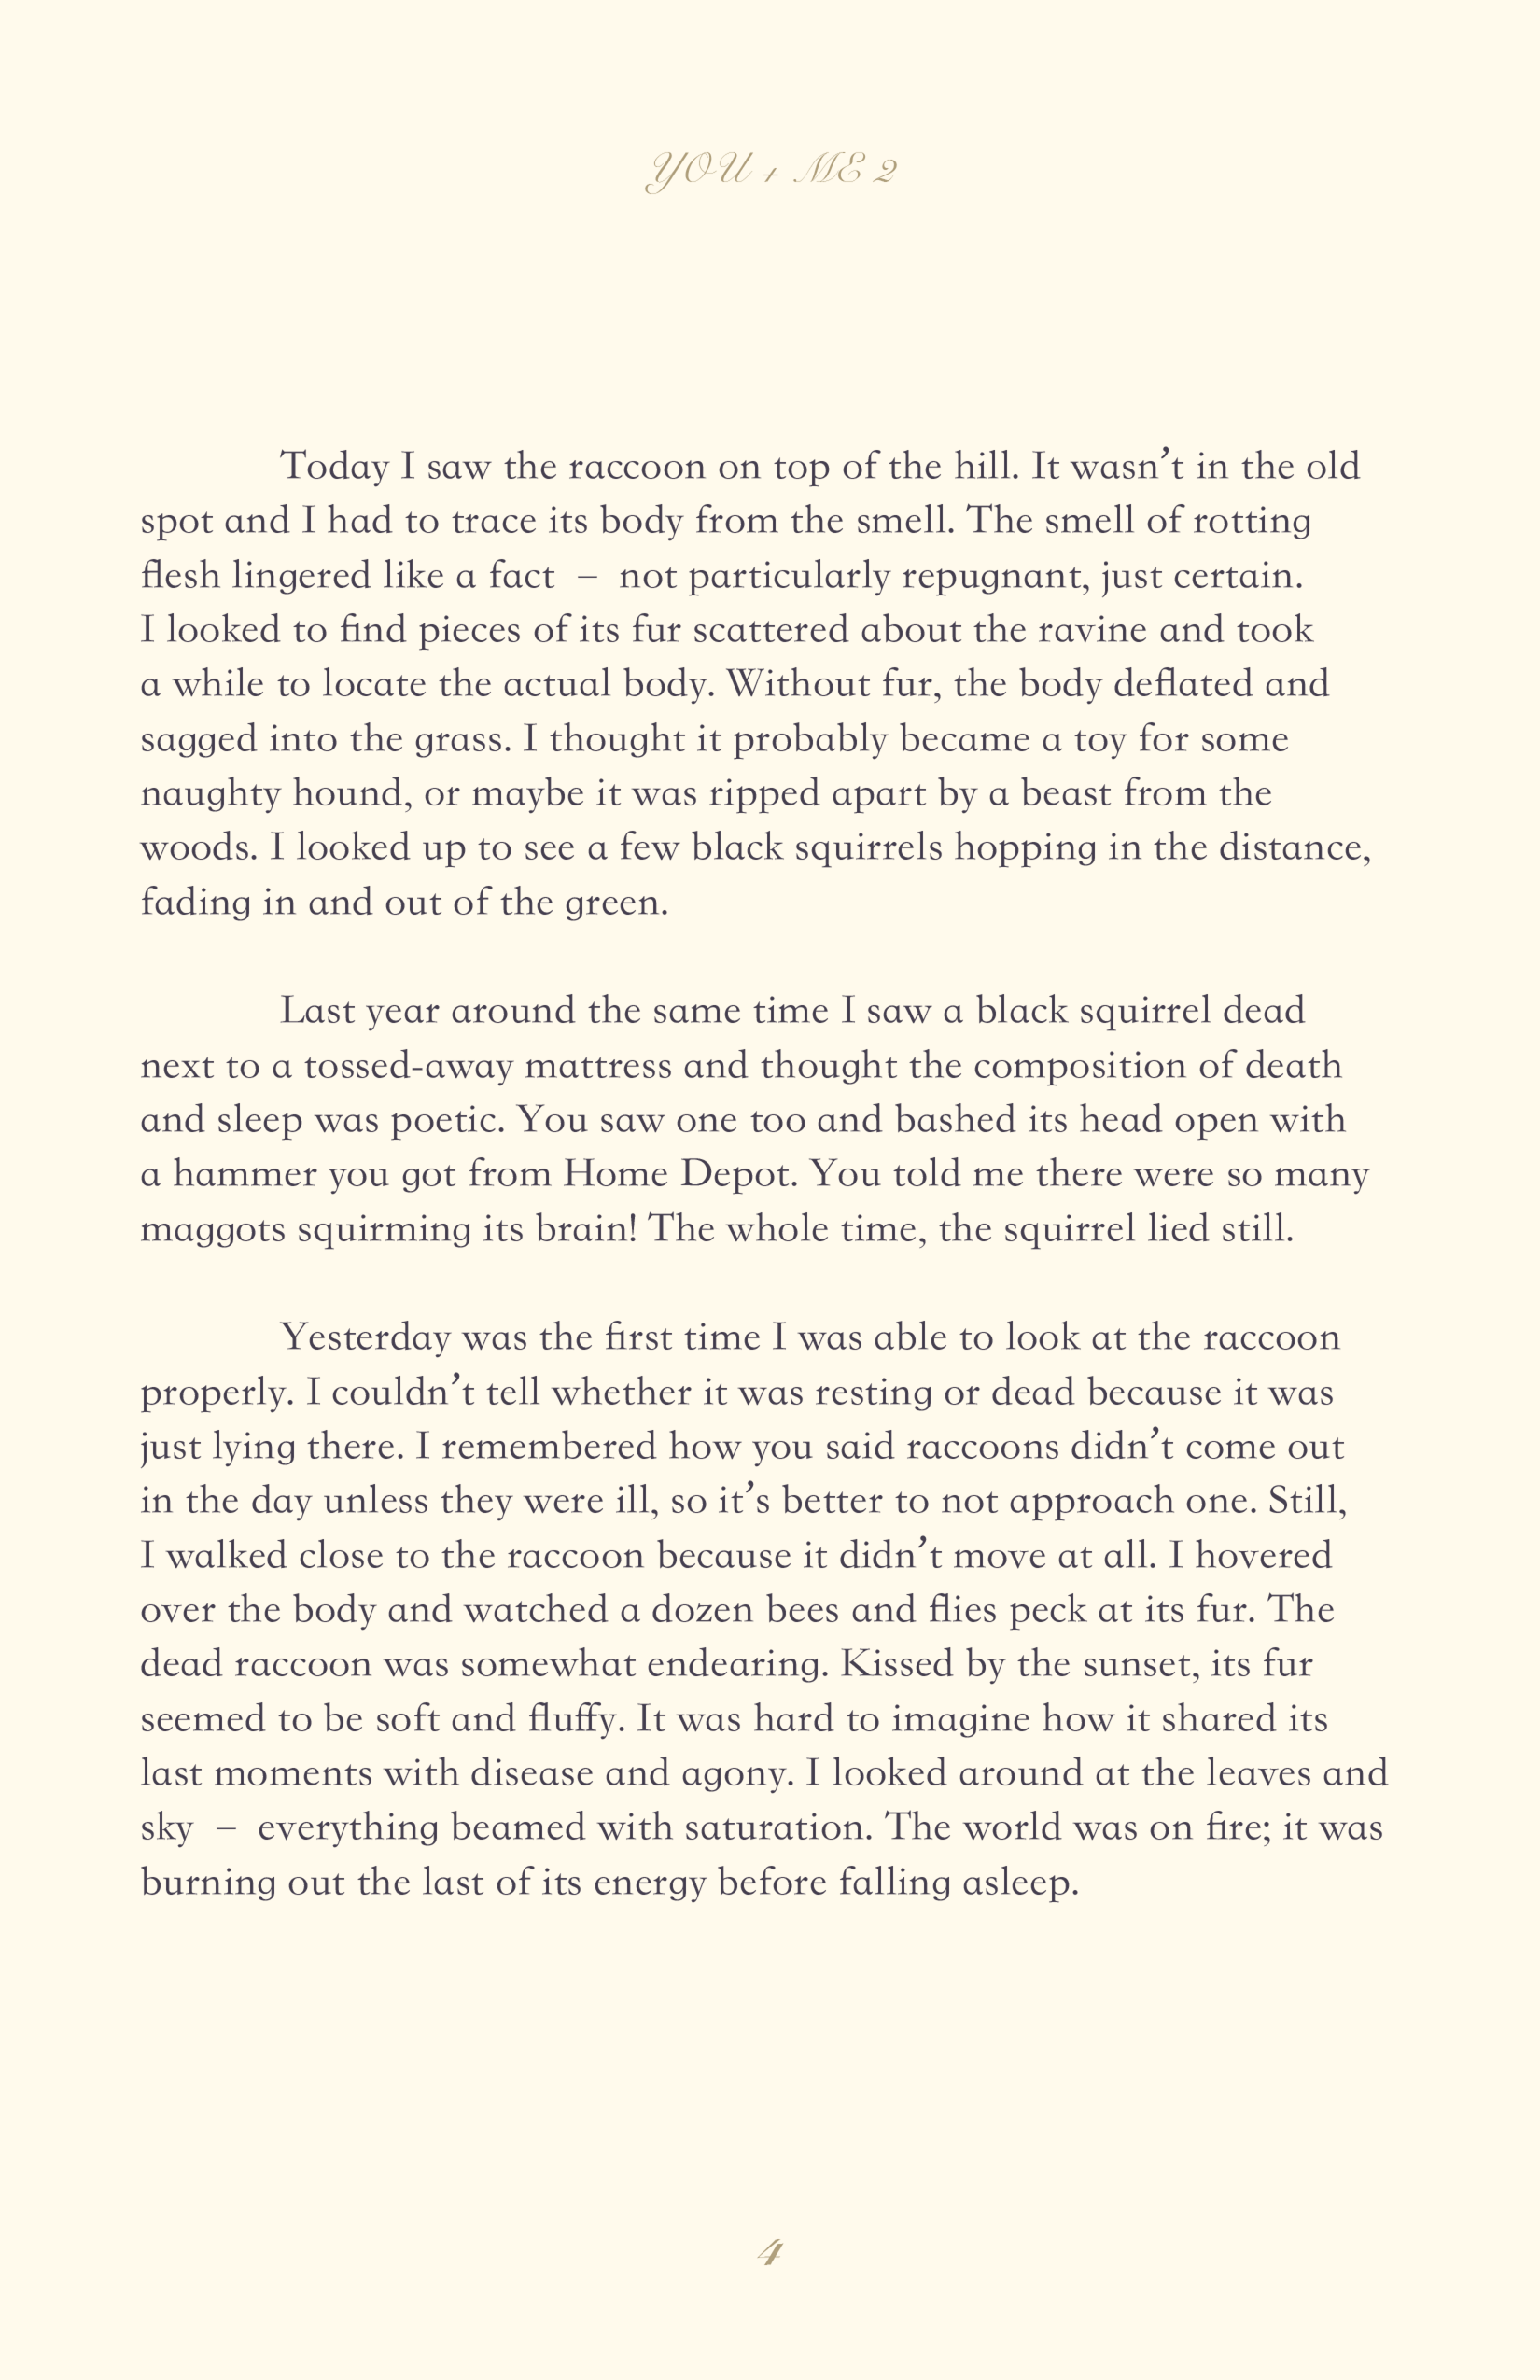 YOU + ME 2
Today I saw the raccoon on top of the hill. It wasn’t in the old
spot and I had to trace its body from the smell. The smell of rotting
flesh lingered like a fact – not particularly repugnant, just certain.
I looked to find pieces of its fur scattered about the ravine and took
a while to locate the actual body. Without fur, the body deflated and
sagged into the grass. I thought it probably became a toy for some
naughty hound, or maybe it was ripped apart by a beast from the
woods. I looked up to see a few black squirrels hopping in the distance,
fading in and out of the green.
Last year around the same time I saw a black squirrel dead
next to a tossed-away mattress and thought the composition of death
and sleep was poetic. You saw one too and bashed its head open with
a hammer you got from Home Depot. You told me there were so many
maggots squirming its brain! The whole time, the squirrel lied still.
Yesterday was the first time I was able to look at the raccoon
properly. I couldn’t tell whether it was resting or dead because it was
just lying there. I remembered how you said raccoons didn’t come out
in the day unless they were ill, so it’s better to not approach one. Still,
I walked close to the raccoon because it didn’t move at all. I hovered
over the body and watched a dozen bees and flies peck at its fur. The
dead raccoon was somewhat endearing. Kissed by the sunset, its fur
seemed to be soft and fluffy. It was hard to imagine how it shared its
last moments with disease and agony. I looked around at the leaves and
sky – everything beamed with saturation. The world was on fire; it was
burning out the last of its energy before falling asleep.
4